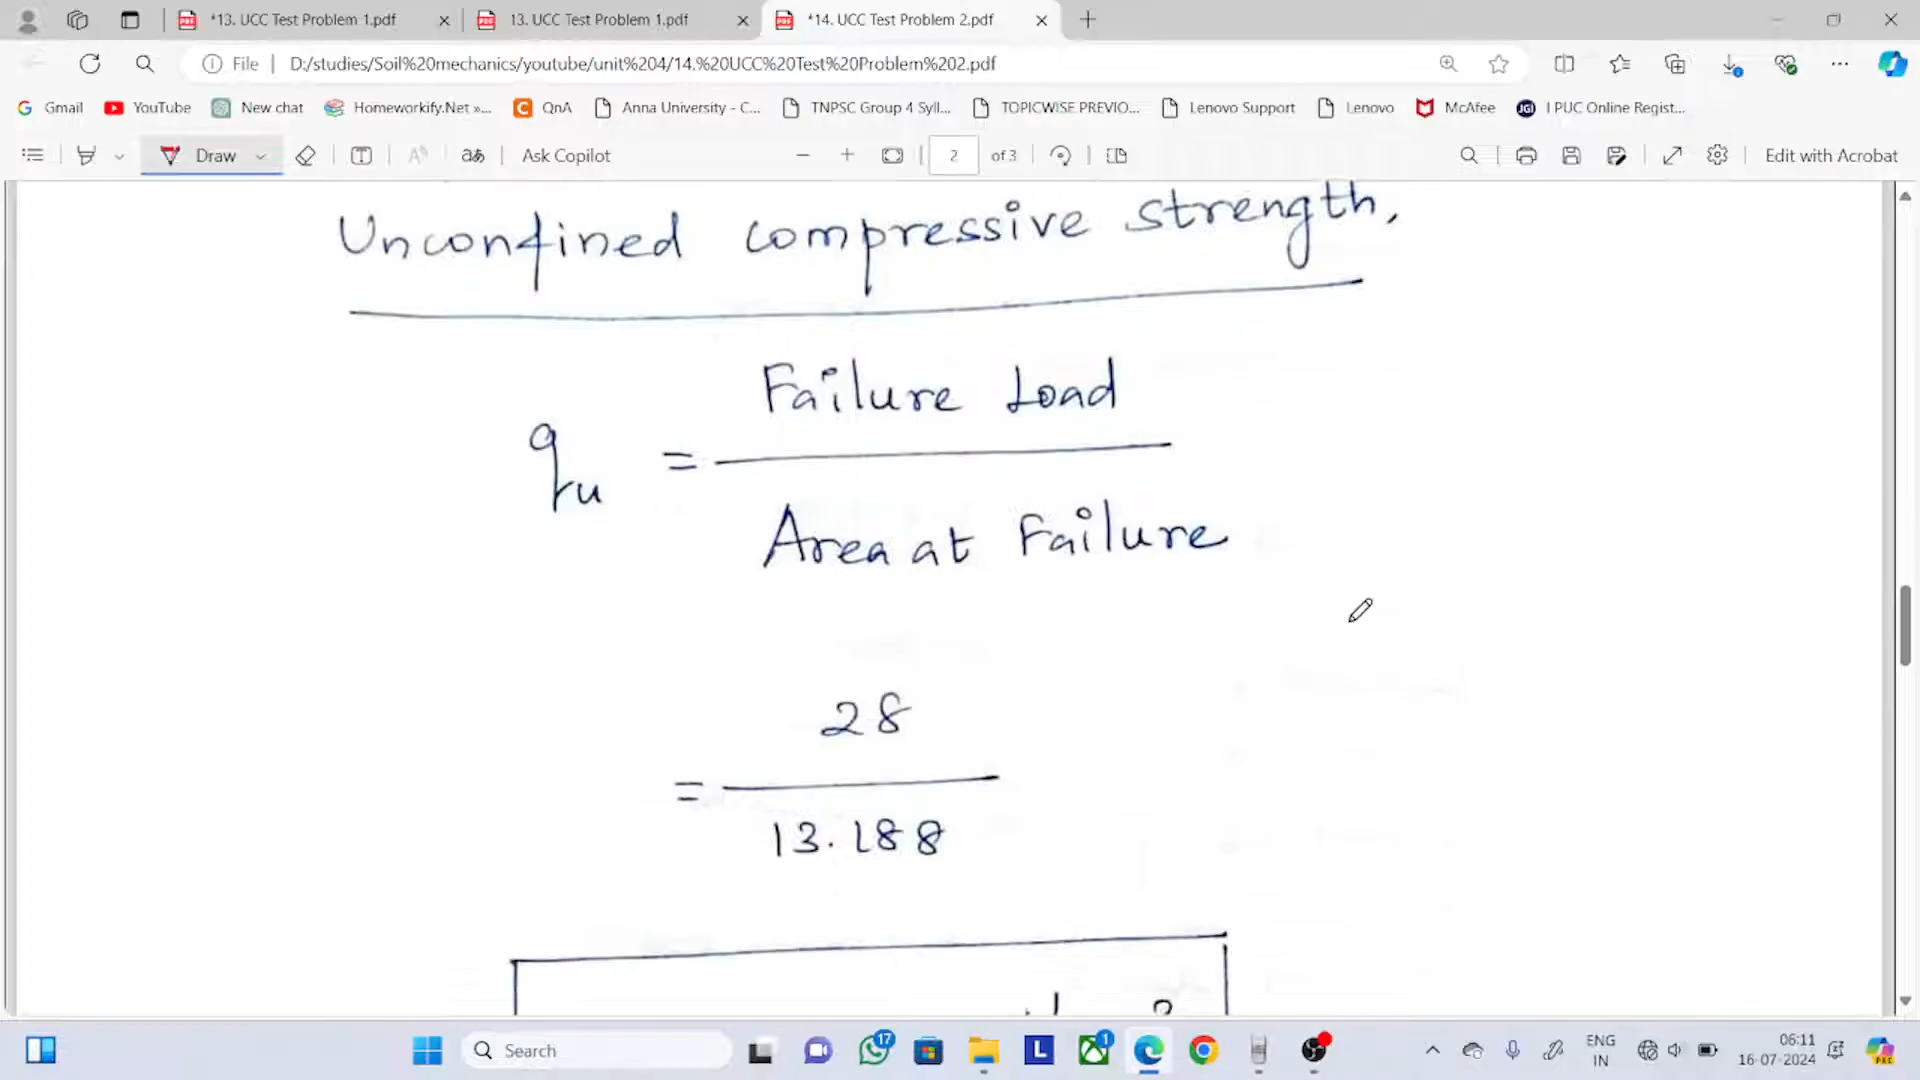 *13. UCC Test Problem 1.pdf
13. UCC Test Problem 1.pdf
*14. UCC Test Problem 2.pdf
File
D:/studies/Soil%20mechanics/youtube/unit%204/14.%20UCC%20Test%20Problem%202.pdf
Gmail
YouTube
New chat
Homeworkify.Net »...
QnA
Anna University - C...
TNPSC Group 4 Syll...
TOPICWISE PREVIO...
Lenovo Support
Lenovo
McAfee
I PUC Online Regist...
Draw
Ask Copilot
2 of 3
Edit with Acrobat
Unconfined compressive strength,
Failure Load
qu =
Area at Failure
28
=
13.188
Search
17
1
ENG
IN
06:11
16-07-2024